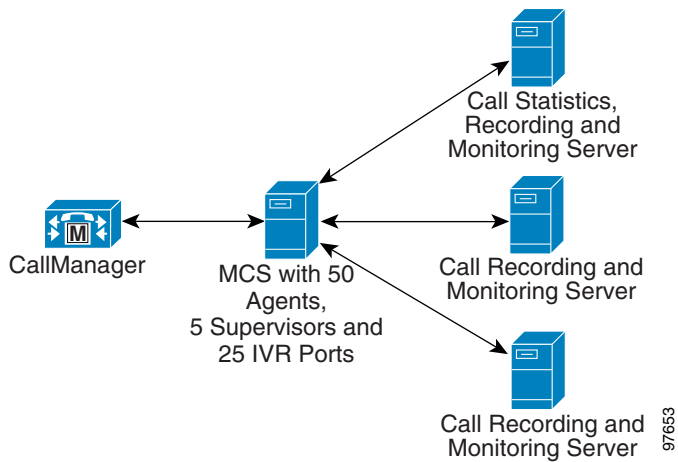 Call Statistics,
Recording and
Monitoring Server
M
CallManager
MCS with 50
Agents,
5 Supervisors and
25 IVR Ports
Call Recording and
Monitoring Server
Call Recording and
Monitoring Server
97653